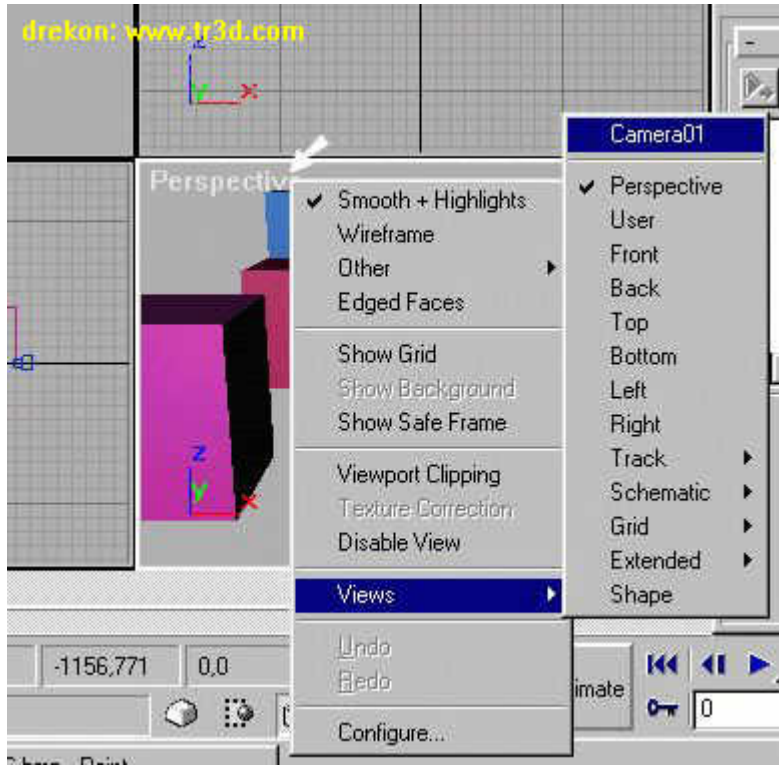 drekon: www.tr3d.com
z
y
x
Perspective
z
y
x
Smooth + Highlights
Wireframe
Other
Edged Faces
Show Grid
Show Background
Show Safe Frame
Viewport Clipping
Texture Correction
Disable View
Views
Undo
Redo
Configure...
Camera01
Perspective
User
Front
Back
Top
Bottom
Left
Right
Track
Schematic
Grid
Extended
Shape
-1156,771
0,0
imate
0